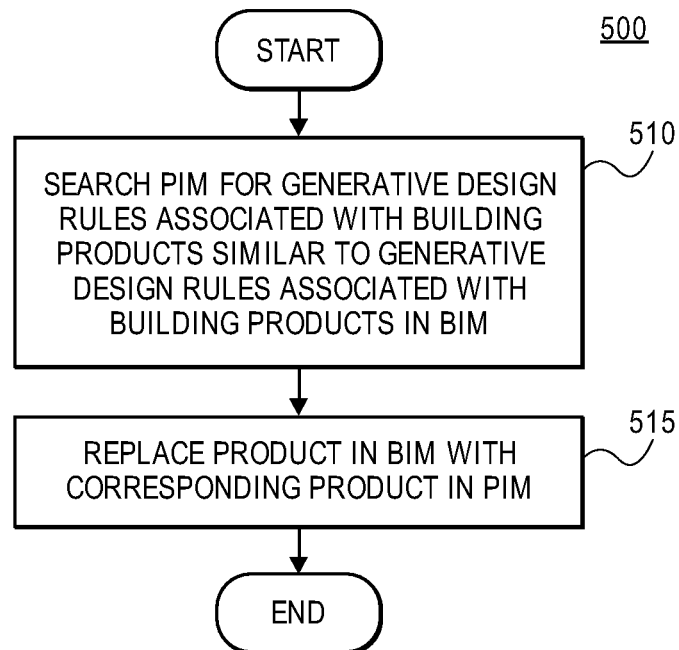 500
START
510
SEARCH PIM FOR GENERATIVE DESIGN
RULES ASSOCIATED WITH BUILDING
PRODUCTS SIMILAR TO GENERATIVE
DESIGN RULES ASSOCIATED WITH
BUILDING PRODUCTS IN BIM
515
REPLACE PRODUCT IN BIM WITH
CORRESPONDING PRODUCT IN PIM
END